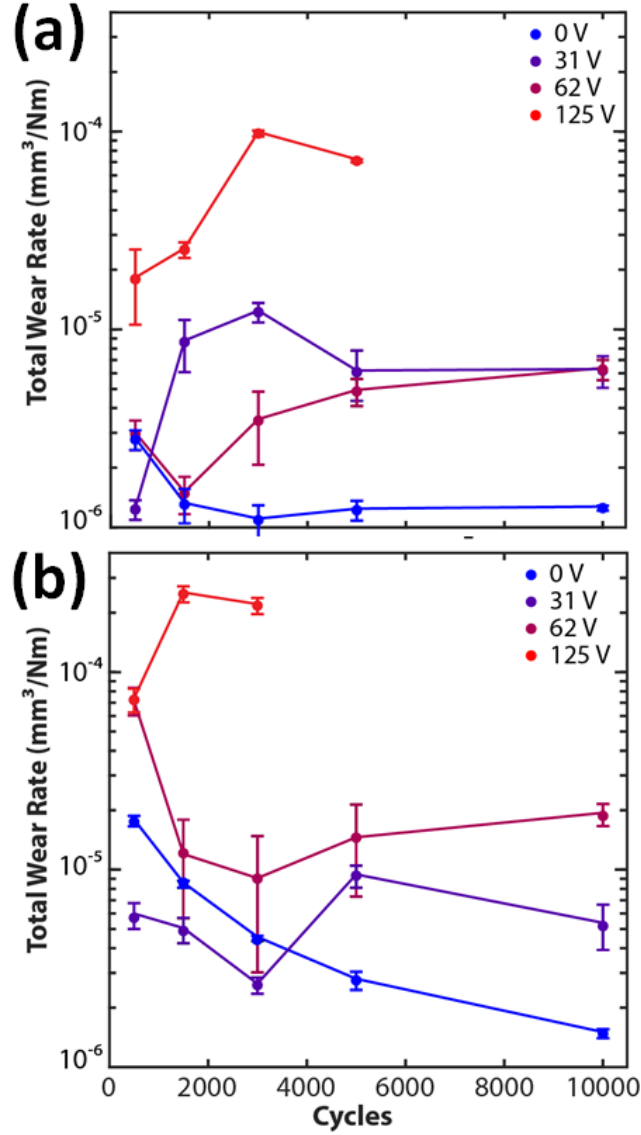 (a)
Total Wear Rate (mm³/Nm)
0 V
31 V
62 V
125 V
10⁻⁴
10⁻⁵
10⁻⁶
(b)
Total Wear Rate (mm³/Nm)
0 V
31 V
62 V
125 V
10⁻⁴
10⁻⁵
10⁻⁶
0 2000 4000 6000 8000 10000
Cycles